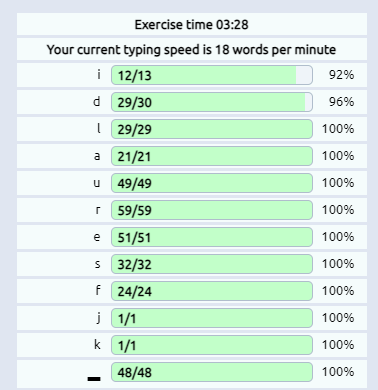 Exercise time 03:28
Your current typing speed is 18 words per minute
i 12/13 92%
d 29/30 96%
l 29/29 100%
a 21/21 100%
u 49/49 100%
r 59/59 100%
e 51/51 100%
s 32/32 100%
f 24/24 100%
j 1/1 100%
k 1/1 100%
▂ 48/48 100%